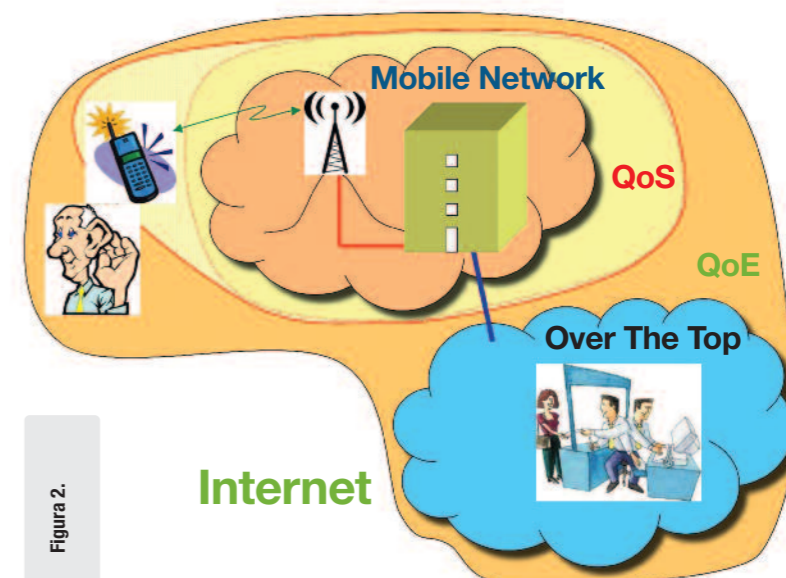 Mobile Network
QoS
QoE
Over The Top
Internet
Figura 2.